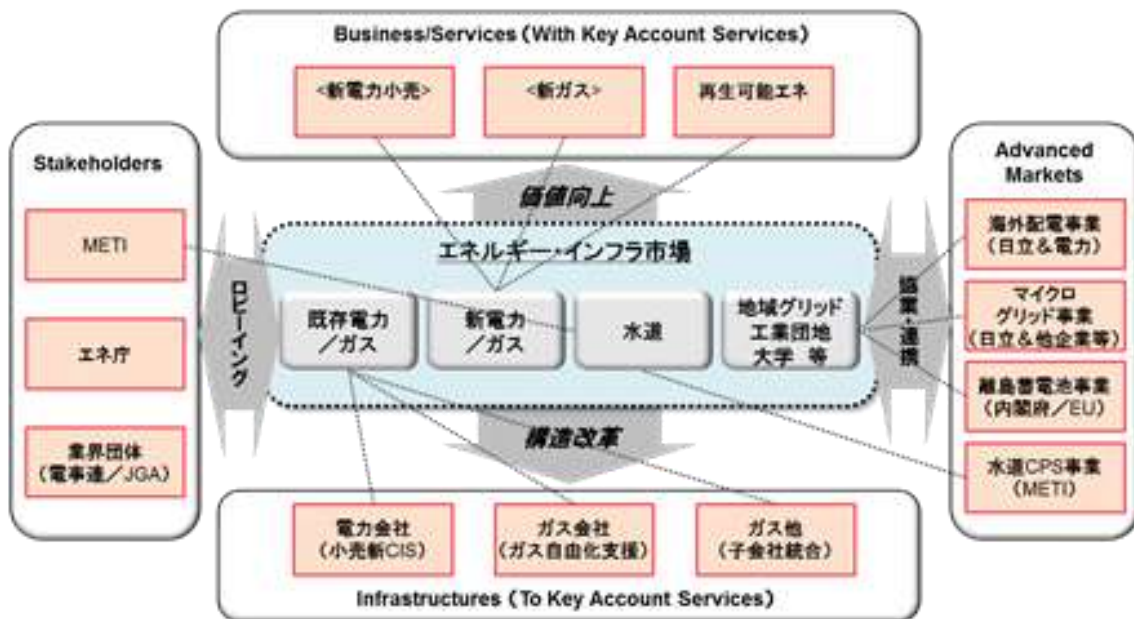 Business/Services（With Key Account Services）
<新電力小売>
<新ガス>
再生可能エネ
Stakeholders
METI
エネ庁
業界団体
（電事連／JGA）
ロビーイング
価値向上
エネルギー・インフラ市場
既存電力
／ガス
新電力
／ガス
水道
地域グリッド
工業団地
大学 等
構造改革
協業・連携
Advanced
Markets
海外配電事業
（日立＆電力）
マイクロ
グリッド事業
（日立＆他企業等）
離島蓄電池事業
（内閣府／EU）
水道CPS事業
（METI）
電力会社
（小売新CIS）
ガス会社
（ガス自由化支援）
ガス他
（子会社統合）
Infrastructures（To Key Account Services）